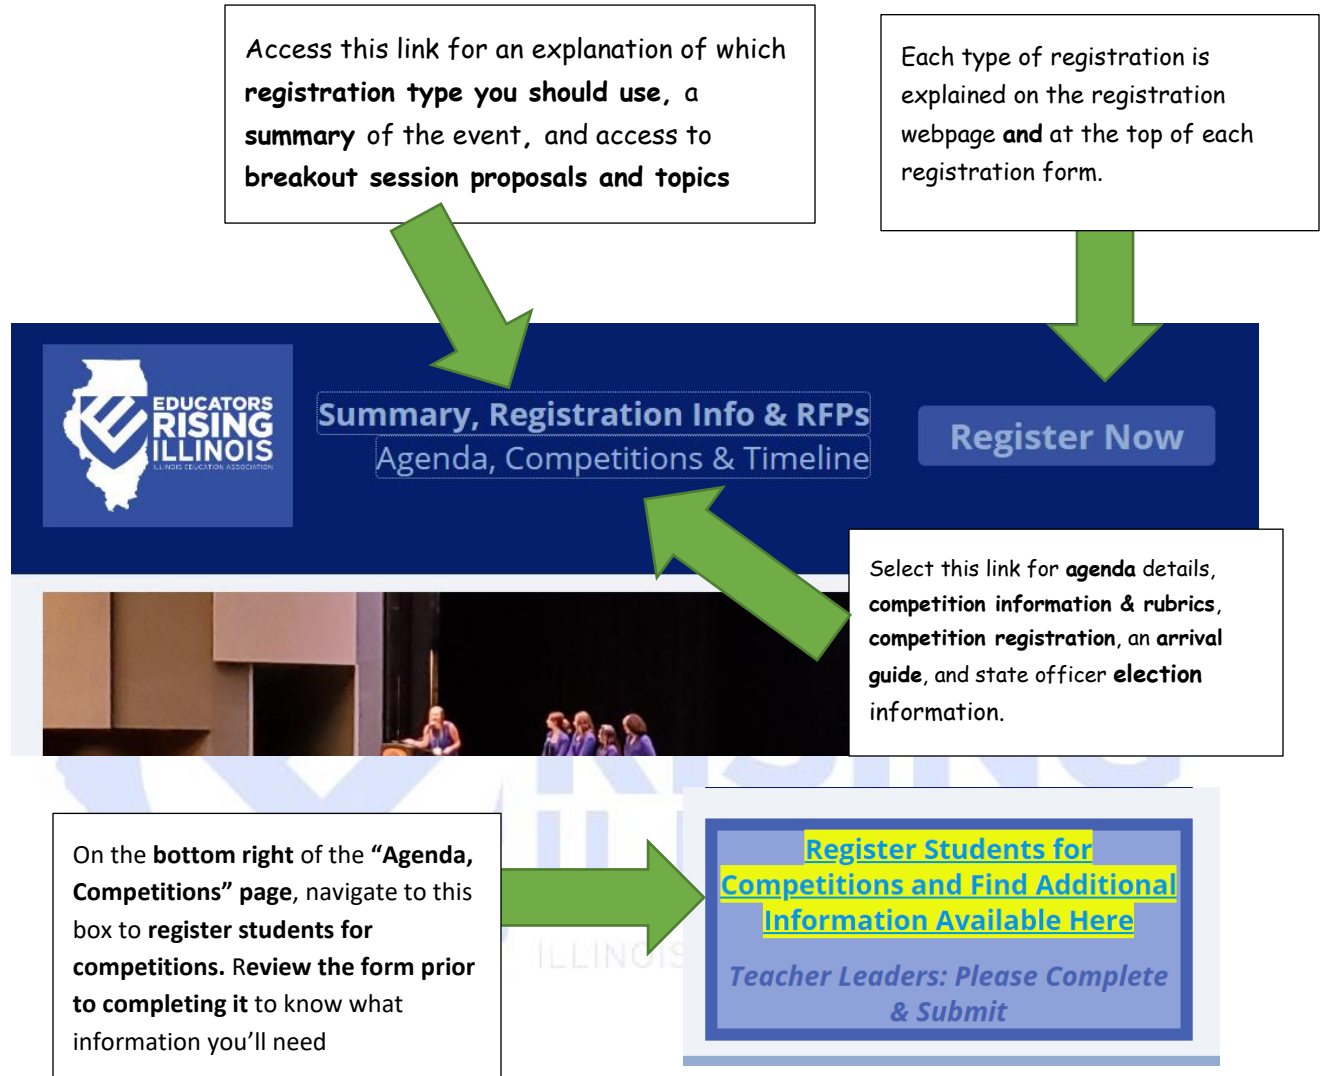 Access this link for an explanation of which
registration type you should use, a
summary of the event, and access to
breakout session proposals and topics
Each type of registration is
explained on the registration
webpage and at the top of each
registration form.
EDUCATORS
RISING
ILLINOIS
ILLINOIS EDUCATION ASSOCIATION
Summary, Registration Info & RFPs
Agenda, Competitions & Timeline
Register Now
Select this link for agenda details,
competition information & rubrics,
competition registration, an arrival
guide, and state officer election
information.
On the bottom right of the “Agenda,
Competitions” page, navigate to this
box to register students for
competitions. Review the form prior
to completing it to know what
information you’ll need
Register Students for
Competitions and Find Additional
Information Available Here
Teacher Leaders: Please Complete
& Submit
RISING
ILLINOIS